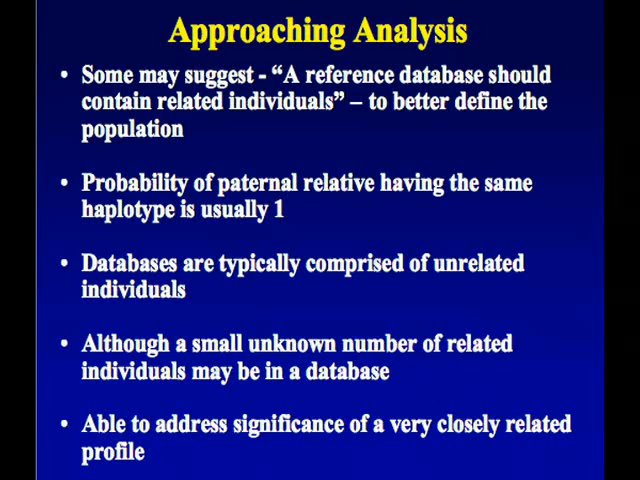 Approaching Analysis
• Some may suggest - “A reference database should
contain related individuals” – to better define the
population
• Probability of paternal relative having the same
haplotype is usually 1
• Databases are typically comprised of unrelated
individuals
• Although a small unknown number of related
individuals may be in a database
• Able to address significance of a very closely related
profile